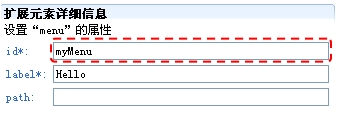 扩展元素详细信息
设置“menu”的属性
id*: myMenu
label*: Hello
path: